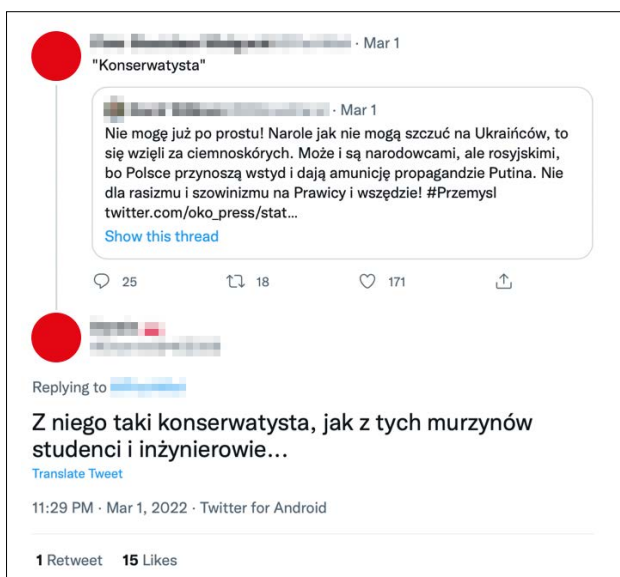 · Mar 1
"Konserwatysta"
· Mar 1
Nie mogę już po prostu! Narole jak nie mogą szczuć na Ukraińców, to
się wzięli za ciemnoskórych. Może i są narodowcami, ale rosyjskimi,
bo Polsce przynoszą wstyd i dają amunicję propagandzie Putina. Nie
dla rasizmu i szowinizmu na Prawicy i wszędzie! #Przemysl
twitter.com/oko_press/stat...
Show this thread
25 18 171
Replying to
Z niego taki konserwatysta, jak z tych murzynów
studenci i inżynierowie...
Translate Tweet
11:29 PM · Mar 1, 2022 · Twitter for Android
1 Retweet 15 Likes